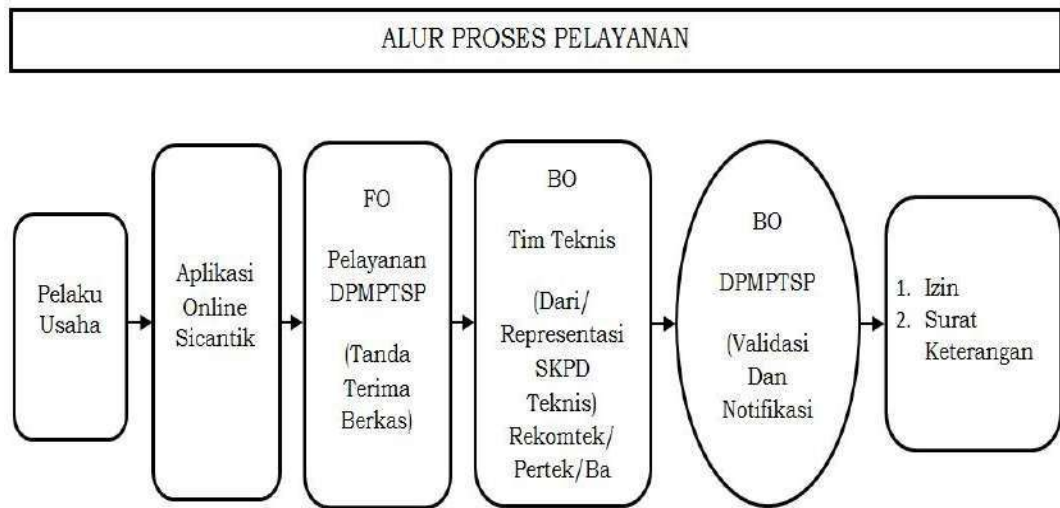 ALUR PROSES PELAYANAN
Pelaku
Usaha
Aplikasi
Online
Sicantik
FO
Pelayanan
DPMPTSP
(Tanda
Terima
Berkas)
BO
Tim Teknis
(Dari/
Representasi
SKPD
Teknis)
Rekomtek/
Pertek/Ba
BO
DPMPTSP
(Validasi
Dan
Notifikasi
1. Izin
2. Surat
Keterangan